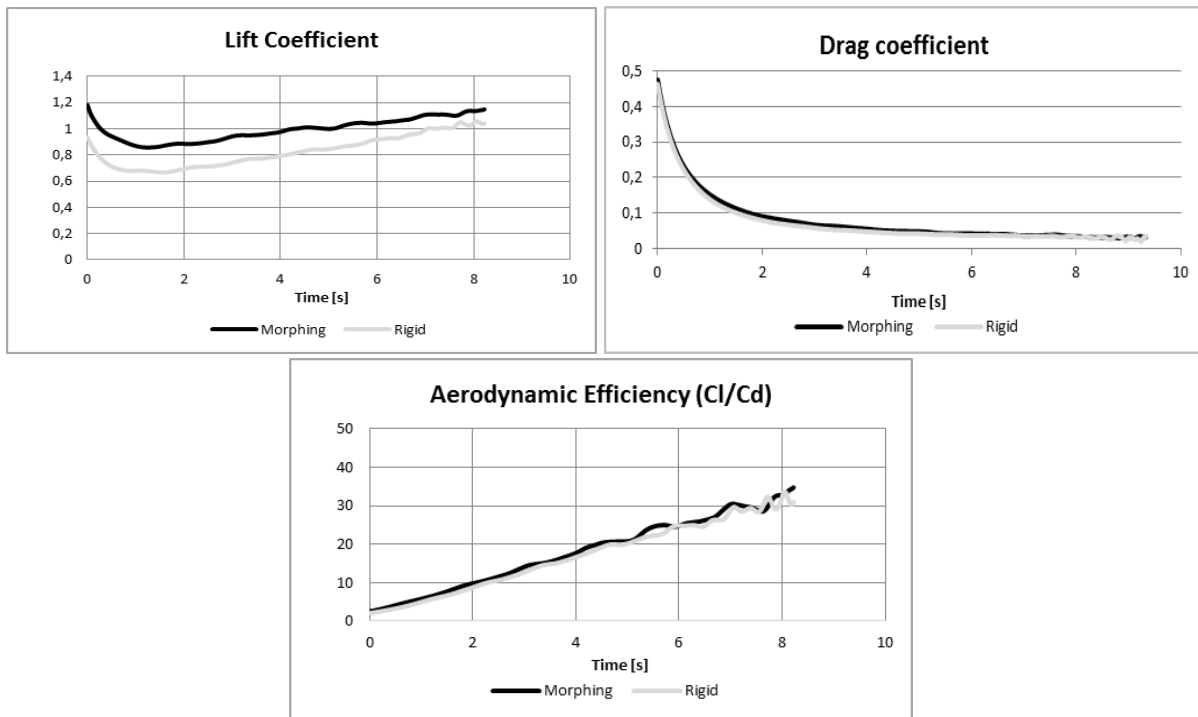 Lift Coefficient
1,4
1,2
1
0,8
0,6
0,4
0,2
0
0 2 4 6 8 10
Time [s]
Morphing Rigid
Drag coefficient
0,5
0,4
0,3
0,2
0,1
0
0 2 4 6 8 10
Time [s]
Morphing Rigid
Aerodynamic Efficiency (Cl/Cd)
50
40
30
20
10
0
0 2 4 6 8 10
Time [s]
Morphing Rigid